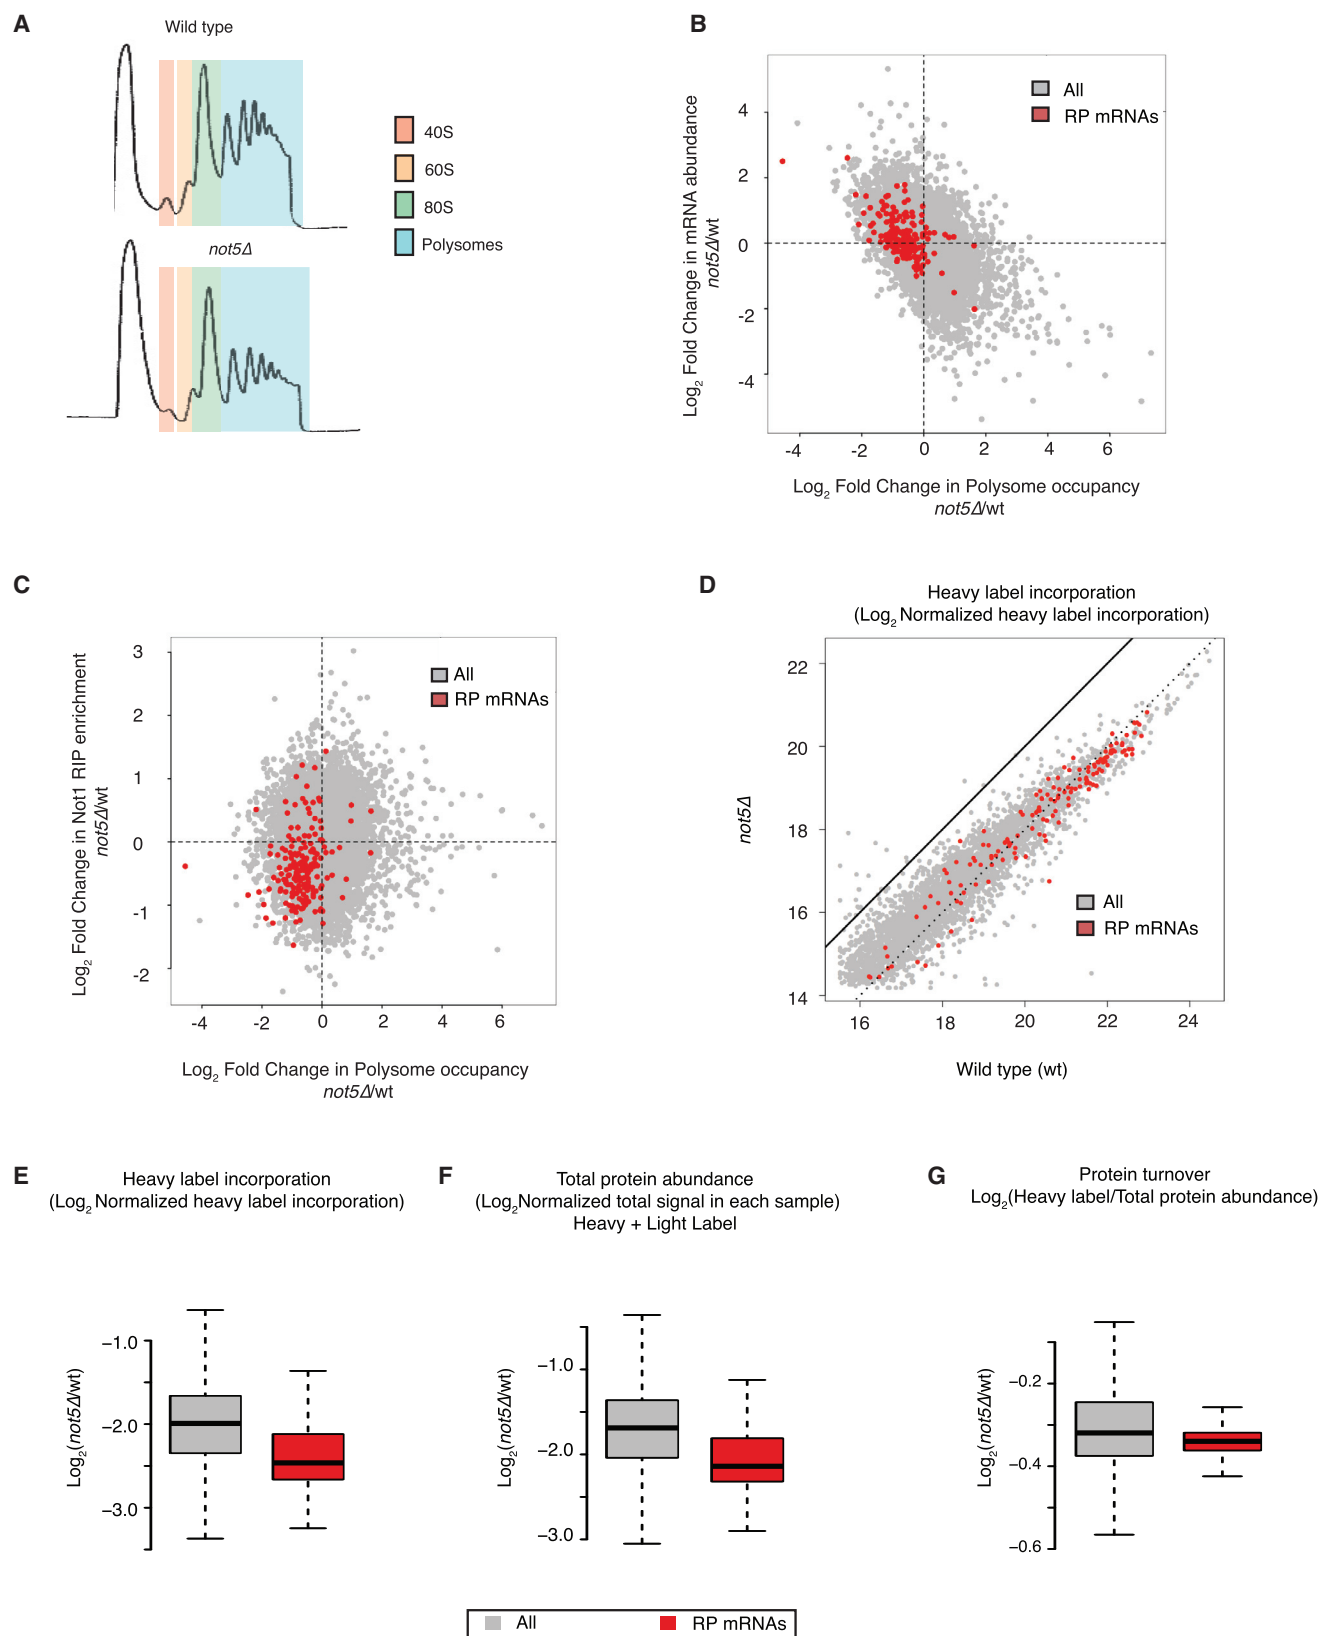 A
Wild type
40S
60S
80S
Polysomes
not5Δ
B
All
RP mRNAs
4
2
0
-2
-4
-4
-2
0
2
4
6
Log2 Fold Change in mRNA abundance
not5Δ/wt
Log2 Fold Change in Polysome occupancy
not5Δ/wt
C
All
RP mRNAs
3
2
1
0
-1
-2
-4
-2
0
2
4
6
Log2 Fold Change in Not1 RIP enrichment
not5Δ/wt
Log2 Fold Change in Polysome occupancy
not5Δ/wt
D
Heavy label incorporation
(Log2 Normalized heavy label incorporation)
22
20
18
16
14
16
18
20
22
24
not5Δ
All
RP mRNAs
Wild type (wt)
E
Heavy label incorporation
(Log2 Normalized heavy label incorporation)
−1.0
−2.0
−3.0
Log2(not5Δ/wt)
F
Total protein abundance
(Log2Normalized total signal in each sample)
Heavy + Light Label
−1.0
−2.0
−3.0
Log2(not5Δ/wt)
G
Protein turnover
Log2(Heavy label/Total protein abundance)
−0.2
−0.4
−0.6
Log2(not5Δ/wt)
All
RP mRNAs